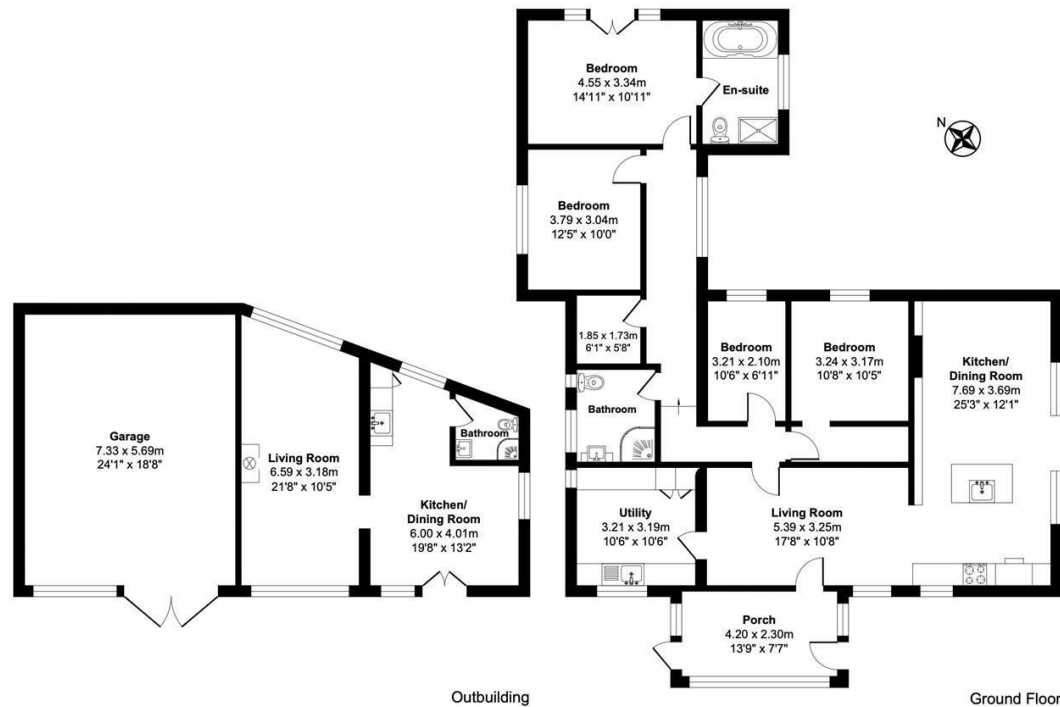 Bedroom
4.55 x 3.34m
14'11" x 10'11"
En-suite
N
Bedroom
3.79 x 3.04m
12'5" x 10'0"
1.85 x 1.73m
6'1" x 5'8"
Bedroom
3.21 x 2.10m
10'6" x 6'11"
Bedroom
3.24 x 3.17m
10'8" x 10'5"
Kitchen/
Dining Room
7.69 x 3.69m
25'3" x 12'1"
Bathroom
Garage
7.33 x 5.69m
24'1" x 18'8"
Living Room
6.59 x 3.18m
21'8" x 10'5"
Bathroom
Kitchen/
Dining Room
6.00 x 4.01m
19'8" x 13'2"
Utility
3.21 x 3.19m
10'6" x 10'6"
Living Room
5.39 x 3.25m
17'8" x 10'8"
Porch
4.20 x 2.30m
13'9" x 7'7"
Outbuilding
Ground Floor